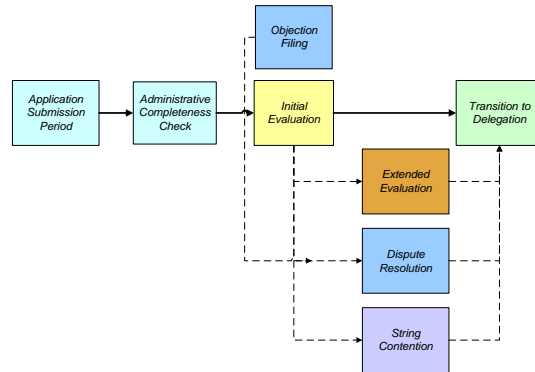 Objection
Filing
Application
Submission
Period
Administrative
Completeness
Check
Initial
Evaluation
Transition to
Delegation
Extended
Evaluation
Dispute
Resolution
String
Contention